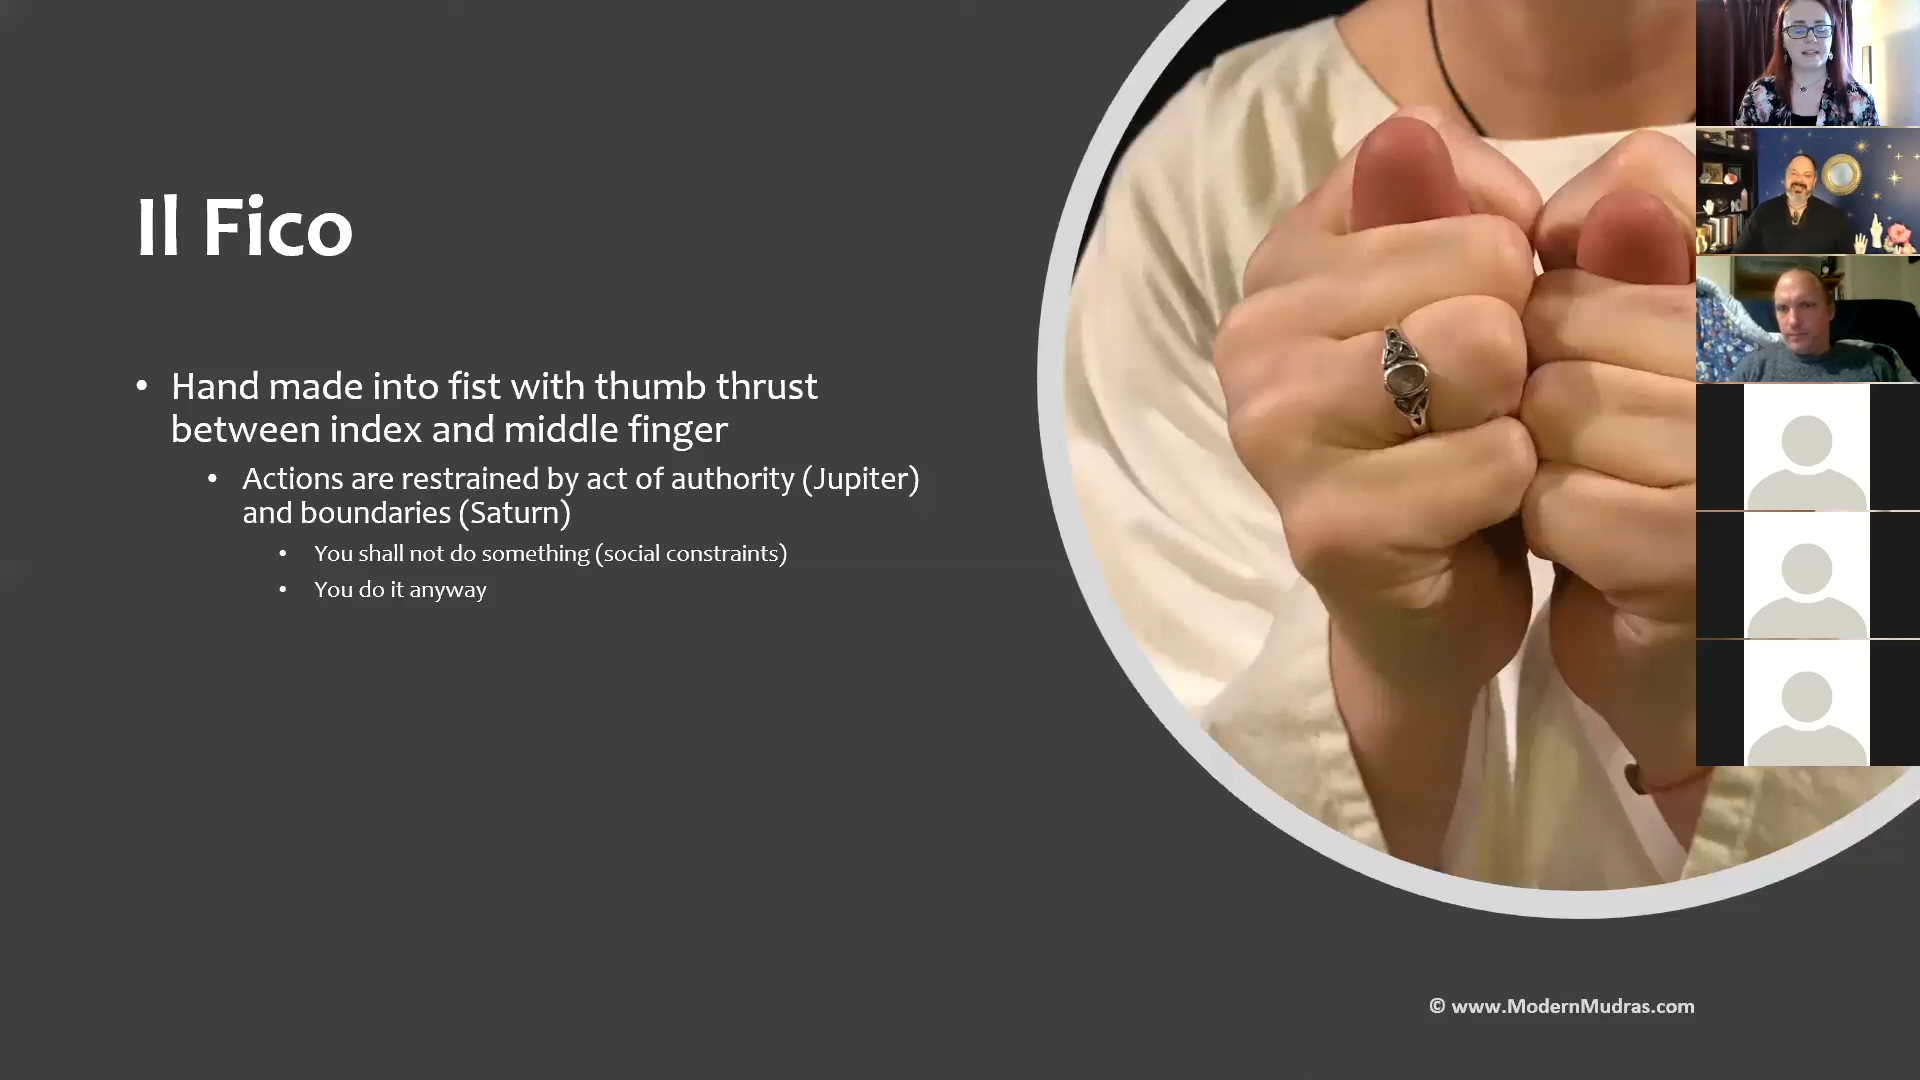 Il Fico
• Hand made into fist with thumb thrust
between index and middle finger
• Actions are restrained by act of authority (Jupiter)
and boundaries (Saturn)
• You shall not do something (social constraints)
• You do it anyway
© www.ModernMudras.com